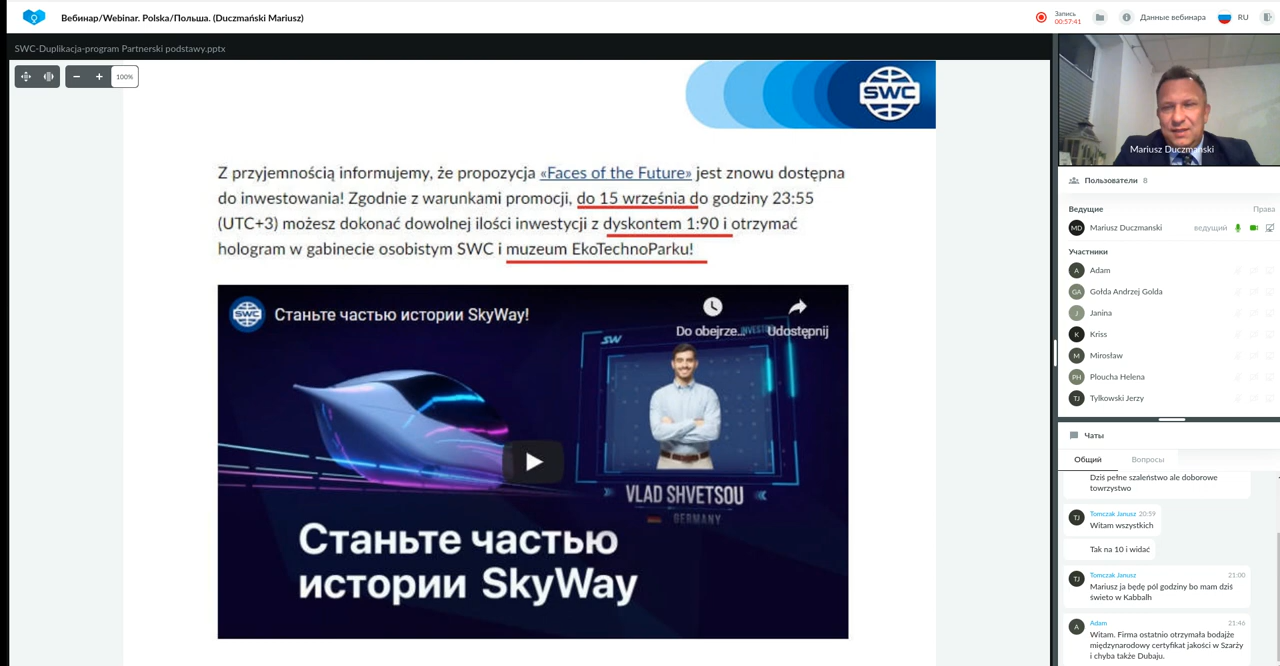 Вебинар/Webinar. Polska/Польша. (Duczmański Mariusz)
Запись
00:57:41
Данные вебинара
RU
SWC-Duplikacja-program Partnerski podstawy.pptx
100%
SWC
Z przyjemnością informujemy, że propozycja «Faces of the Future» jest znowu dostępna
do inwestowania! Zgodnie z warunkami promocji, do 15 września do godziny 23:55
(UTC+3) możesz dokonać dowolnej ilości inwestycji z dyskontem 1:90 i otrzymać
hologram w gabinecie osobistym SWC i muzeum EkoTechnoParku!
SWC
Станьте частью истории SkyWay!
Do obejrze...
Udostępnij
SW
VLAD SHVETSOU
GERMANY
Станьте частью
истории SkyWay
Mariusz Duczmański
Пользователи 8
Ведущие
Права
MD
Mariusz Duczmanski
ведущий
Участники
A
Adam
GA
Gołda Andrzej Golda
J
Janina
K
Kriss
M
Mirosław
PH
Ploucha Helena
TJ
Tylkowski Jerzy
Чаты
Общий
Вопросы
Dziś pełne szaleństwo ale doborowe
towrzystwo
TJ
Tomczak Janusz 20:59
Witam wszystkich
Tak na 10 i widać
TJ
Tomczak Janusz 21:00
Mariusz ja będę pól godziny bo mam dziś
świeto w Kabbalh
A
Adam 21:46
Witam. Firma ostatnio otrzymała bodajże
międzynarodowy certyfikat jakości w Szarży
i chyba także Dubaju.